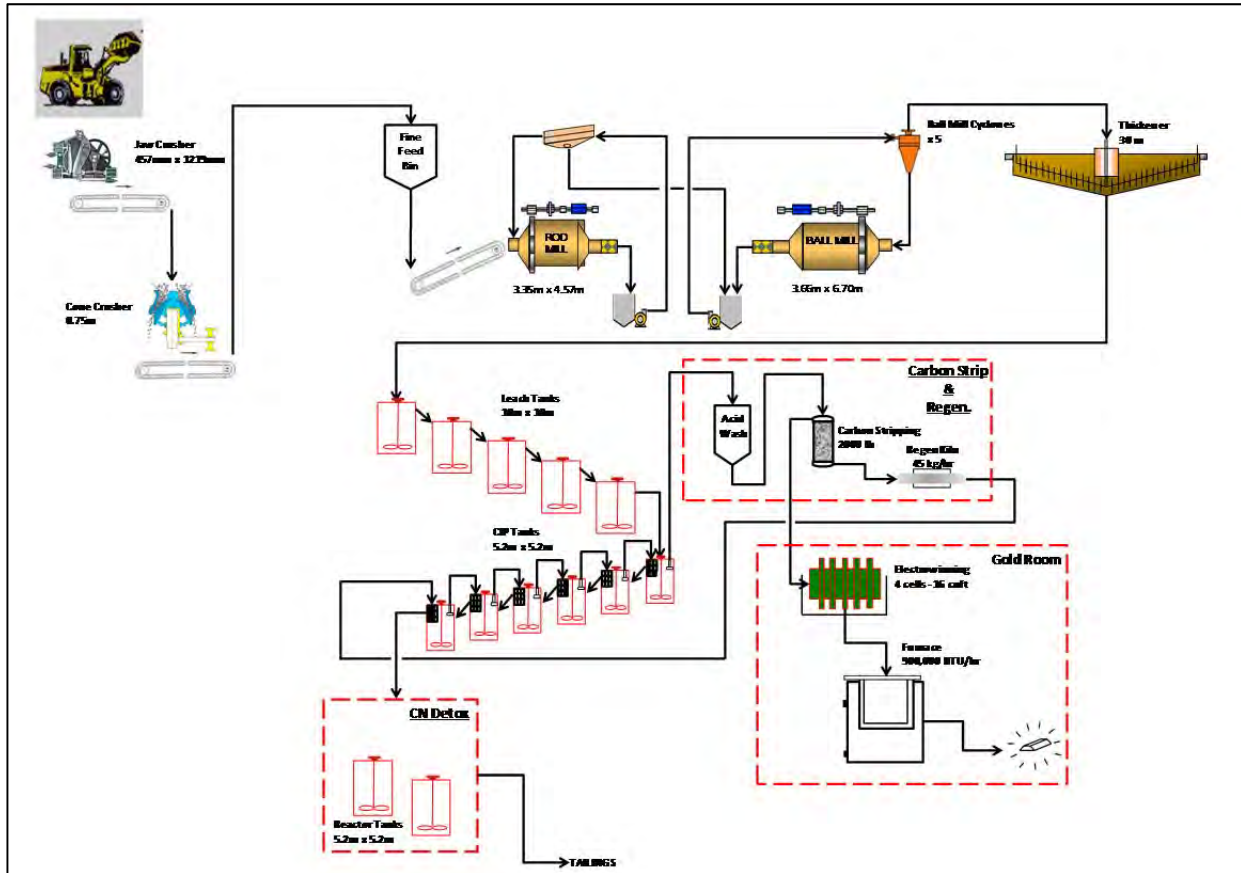 Jaw Crusher
457mm x 1219mm
Cone Crusher
0.75m
Fine
Feed
Bin
ROD
MILL
3.35m x 4.57m
BALL MILL
3.66m x 6.70m
Ball Mill Cyclones
x 5
Thickener
30 m
Leach Tanks
10m x 10m
CIP Tanks
5.2m x 5.2m
Carbon Strip
&
Regen.
Acid
Wash
Carbon Stripping
2000 lb
Regen Kiln
45 kg/hr
Gold Room
Electrowinning
4 cells - 16 cuft
Furnace
500,000 BTU/hr
CN Detox
Reactor Tanks
5.2m x 5.2m
TAILINGS